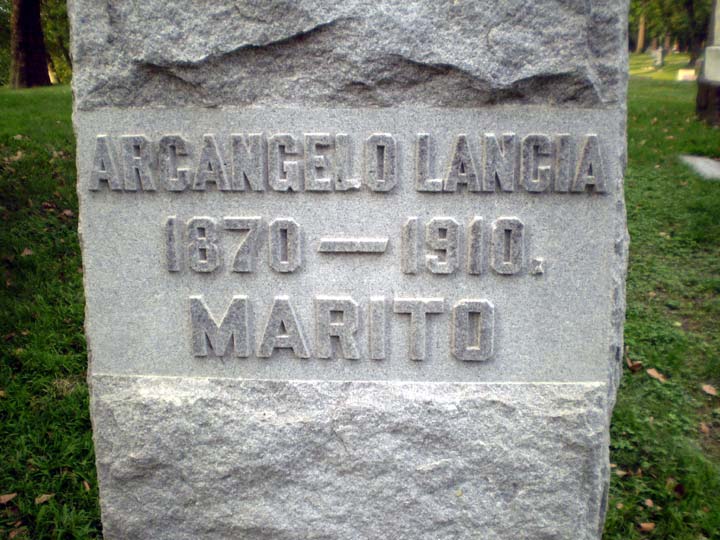 ARCANGELO LANCIA
1870 — 1910.
MARITO